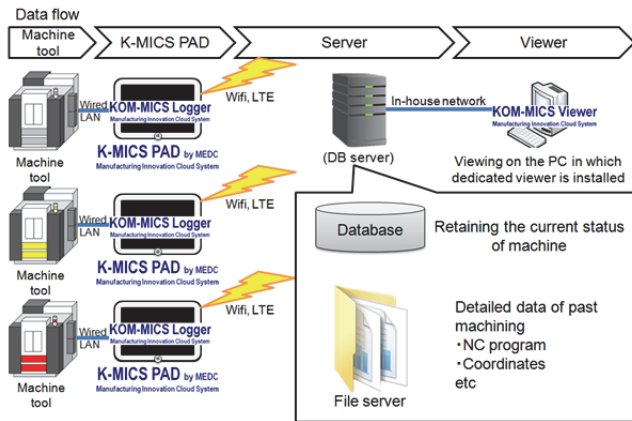 Data flow
Machine tool
K-MICS PAD
Server
Viewer
Wired LAN
KOM-MICS Logger
Manufacturing Innovation Cloud System
Wifi, LTE
K-MICS PAD by MEDC
Manufacturing Innovation Cloud System
Machine
tool
(DB server)
In-house network
KOM-MICS Viewer
Manufacturing Innovation Cloud System
Viewing on the PC in which
dedicated viewer is installed
Wired LAN
KOM-MICS Logger
Manufacturing Innovation Cloud System
Wifi, LTE
K-MICS PAD by MEDC
Manufacturing Innovation Cloud System
Machine
tool
Database
Retaining the current status
of machine
Wired LAN
KOM-MICS Logger
Manufacturing Innovation Cloud System
Wifi, LTE
K-MICS PAD by MEDC
Manufacturing Innovation Cloud System
Machine
tool
File server
Detailed data of past
machining
・NC program
・Coordinates
etc